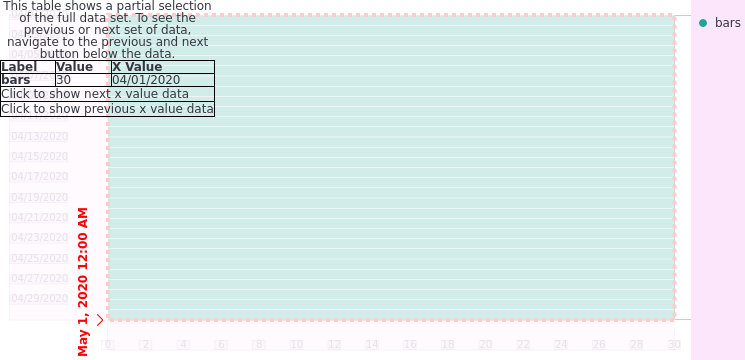 This table shows a partial selection
of the full data set. To see the
previous or next set of data,
navigate to the previous and next
button below the data.
Label Value X Value
bars 30 04/01/2020
Click to show next x value data
Click to show previous x value data
bars
04/13/2020
04/15/2020
04/17/2020
04/19/2020
04/21/2020
04/23/2020
04/25/2020
04/27/2020
04/29/2020
May 1, 2020 12:00 AM
0 2 4 6 8 10 12 14 16 18 20 22 24 26 28 30